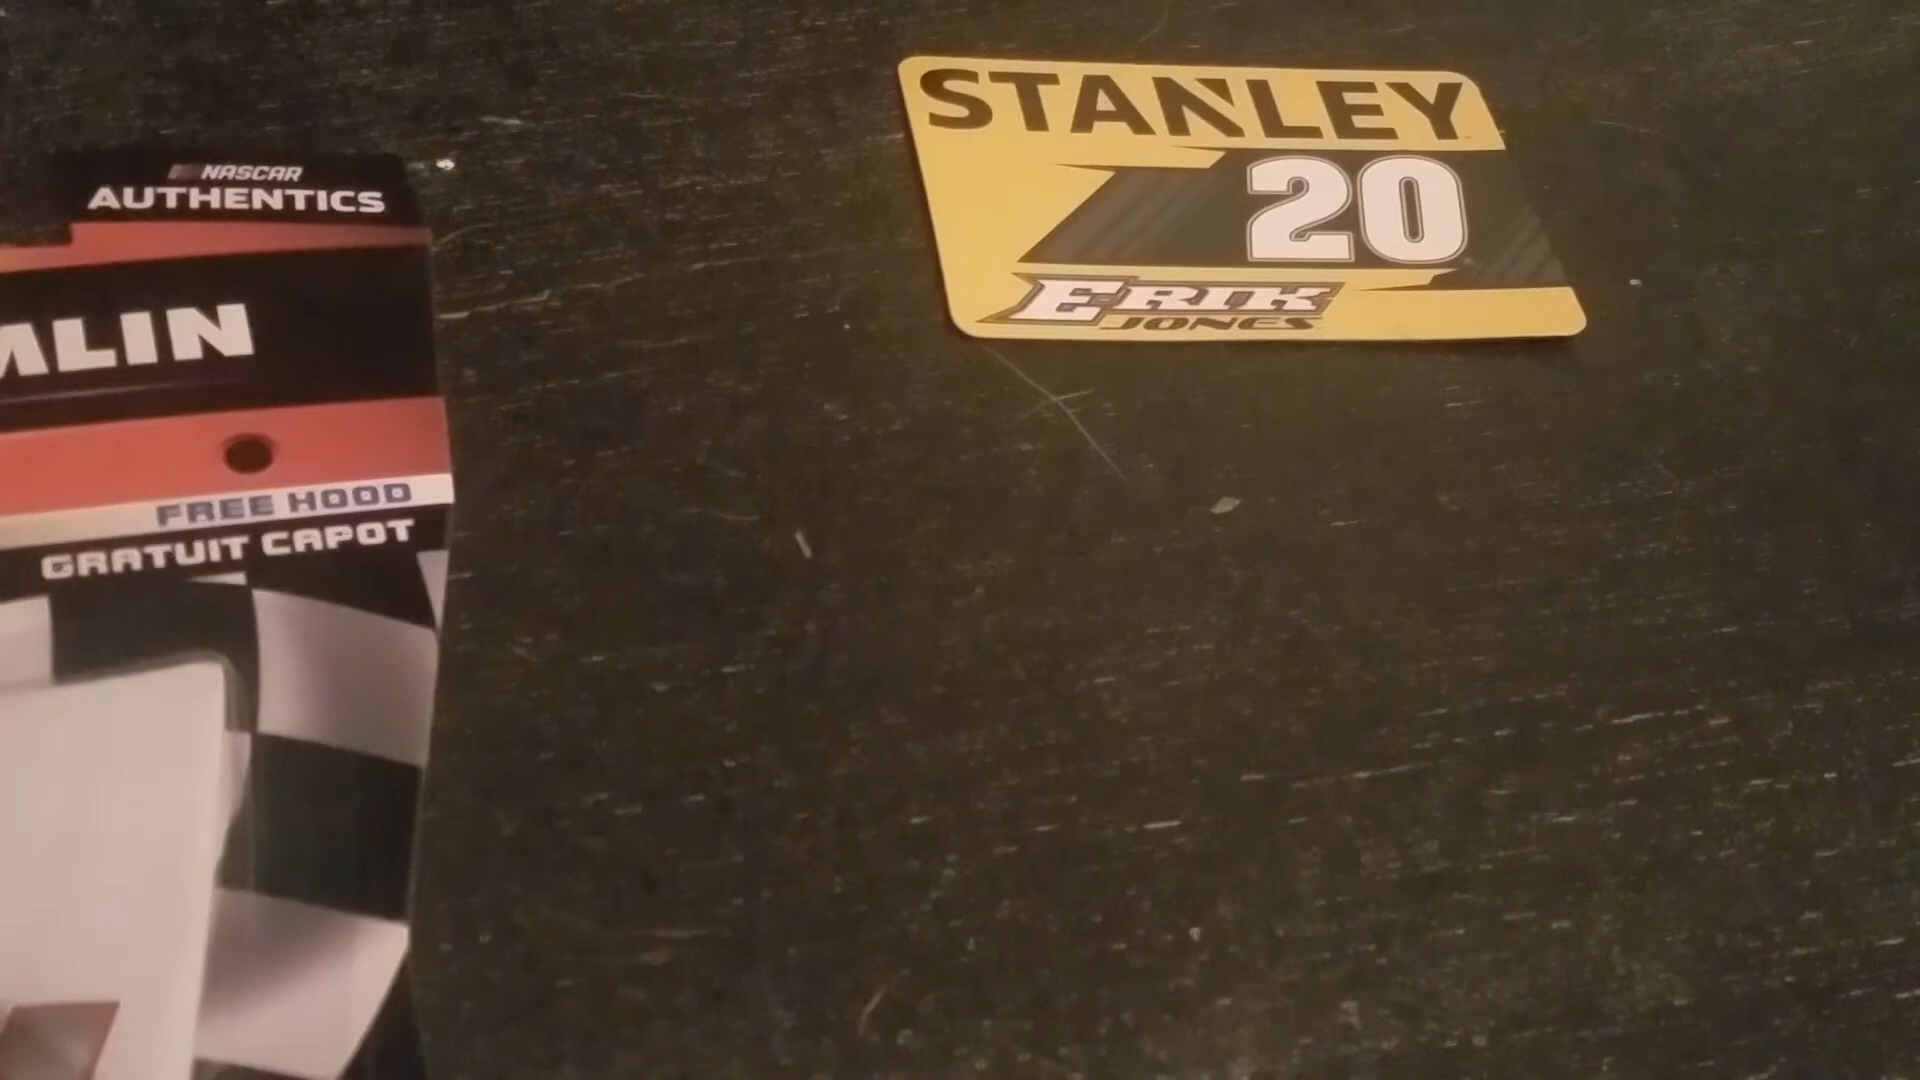 NASCAR
AUTHENTICS
MLIN
FREE HOOD
GRATUIT CAPOT
STANLEY
20
ERIK
JONES